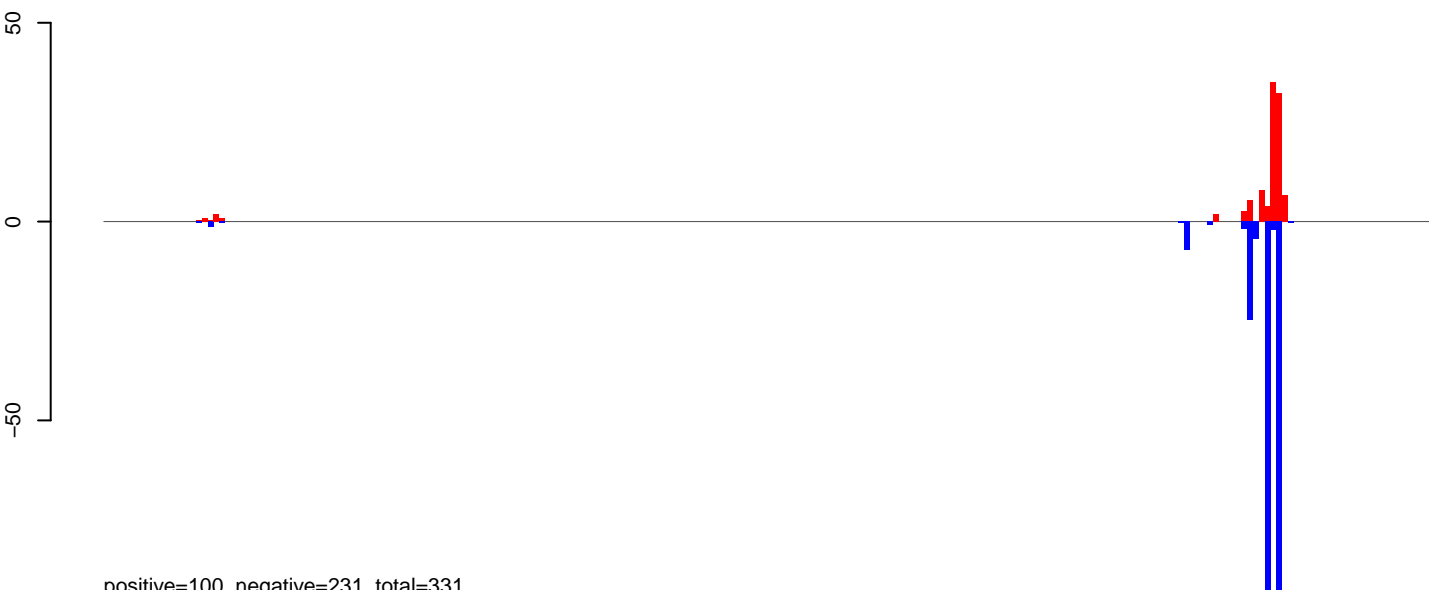 50
0
−50
positive=100, negative=231, total=331